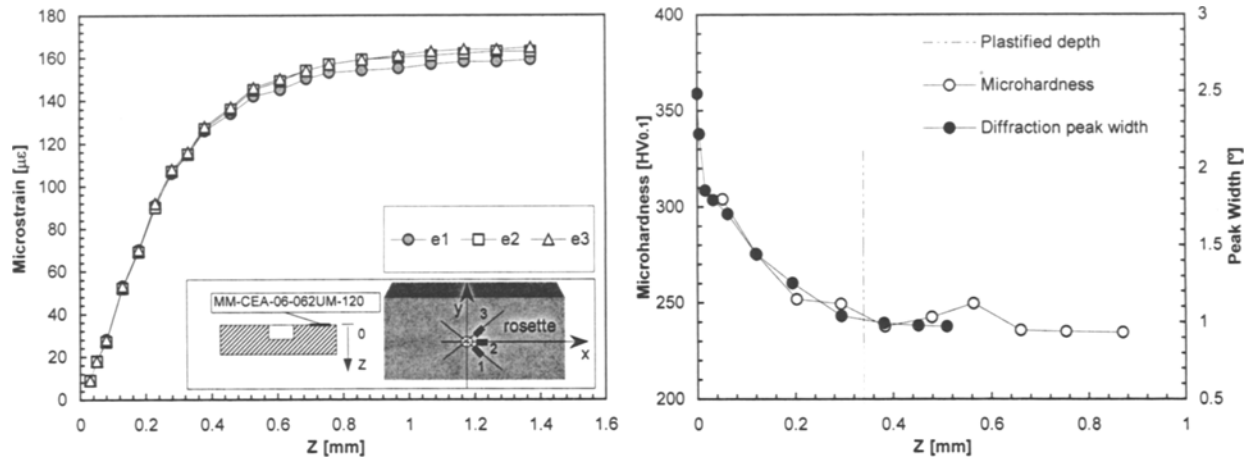 180
160
140
120
100
80
60
40
20
0
Microstrain [µε]
e1 e2 e3
MM-CEA-06-062UM-120
0
z
y
3
rosette
2
x
1
0 0.2 0.4 0.6 0.8 1 1.2 1.4 1.6
Z [mm]
400
350
300
250
200
Microhardness [HV0.1]
Plastified depth
Microhardness
Diffraction peak width
3
2.5
2
1.5
1
0.5
Peak Width [º]
0 0.2 0.4 0.6 0.8 1
Z [mm]